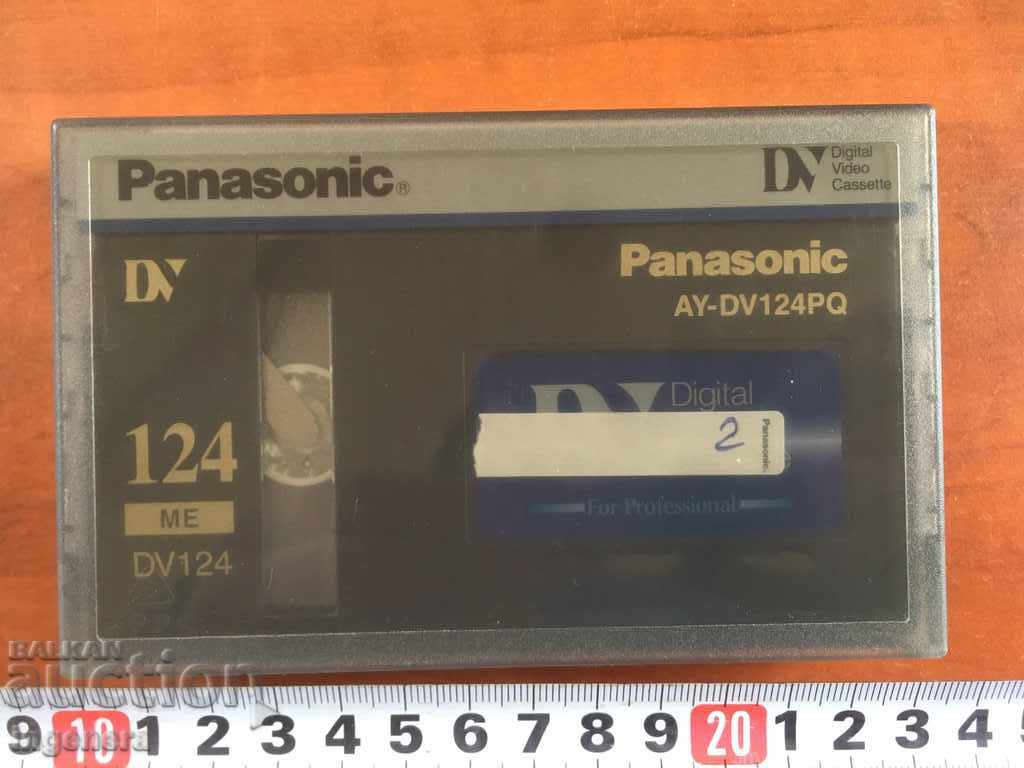 Panasonic®
DV Digital Video Cassette
DV
Panasonic
AY-DV124PQ
DV Digital
2
Panasonic
124
ME
For Professional
DV124
BALKAN
auction
ingenera
9 10 1 2 3 4 5 6 7 8 9 20 1 2 3 4 5